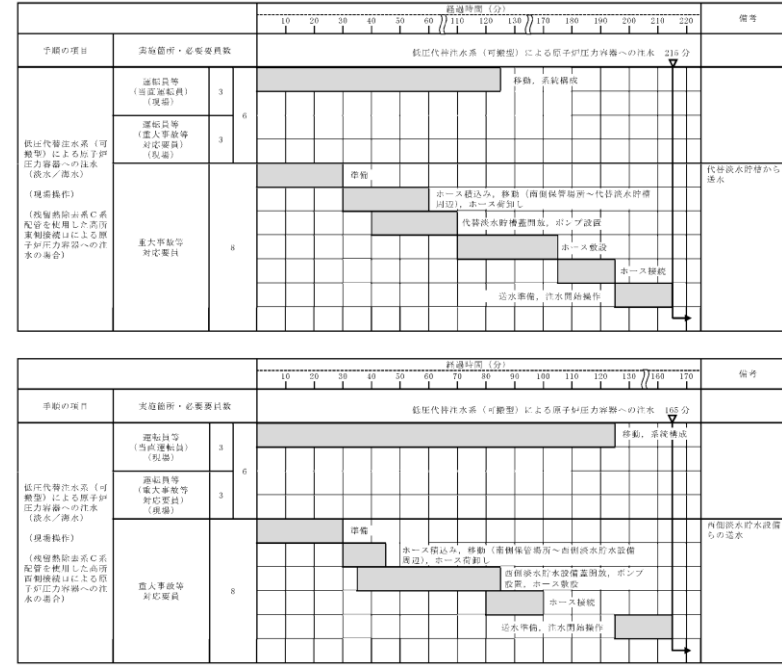 経過時間（分）
10 20 30 40 50 60 110 120 130 170 180 190 200 210 220
備考
手順の項目
実施箇所・必要要員数
低圧代替注水系（可搬型）による原子炉圧力容器への注水 215分
低圧代替注水系（可
搬型）による原子炉
圧力容器への注水
（淡水／海水）
（現場操作）
（残留熱除去系Ｃ系
配管を使用した高所
東側接続口による原
子炉圧力容器への注
水の場合）
運転員等
（当直運転員）
（現場）
3
6
移動，系統構成
運転員等
（重大事故等
対応要員）
（現場）
3
重大事故等
対応要員
8
準備
ホース積込み，移動（南側保管場所～代替淡水貯槽
周辺），ホース荷卸し
代替淡水貯槽蓋開放，ポンプ設置
ホース敷設
ホース接続
送水準備，注水開始操作
代替淡水貯槽から
送水
経過時間（分）
10 20 30 40 50 60 70 80 90 100 110 120 130 160 170
備考
手順の項目
実施箇所・必要要員数
低圧代替注水系（可搬型）による原子炉圧力容器への注水 165分
低圧代替注水系（可
搬型）による原子炉
圧力容器への注水
（淡水／海水）
（現場操作）
（残留熱除去系Ｃ系
配管を使用した高所
西側接続口による原
子炉圧力容器への注
水の場合）
運転員等
（当直運転員）
（現場）
3
6
移動，系統構成
運転員等
（重大事故等
対応要員）
（現場）
3
重大事故等
対応要員
8
準備
ホース積込み，移動（南側保管場所～西側淡水貯水設備
周辺），ホース荷卸し
西側淡水貯水設備蓋開放，ポンプ
設置，ホース敷設
ホース接続
送水準備，注水開始操作
西側淡水貯水設備
らの送水